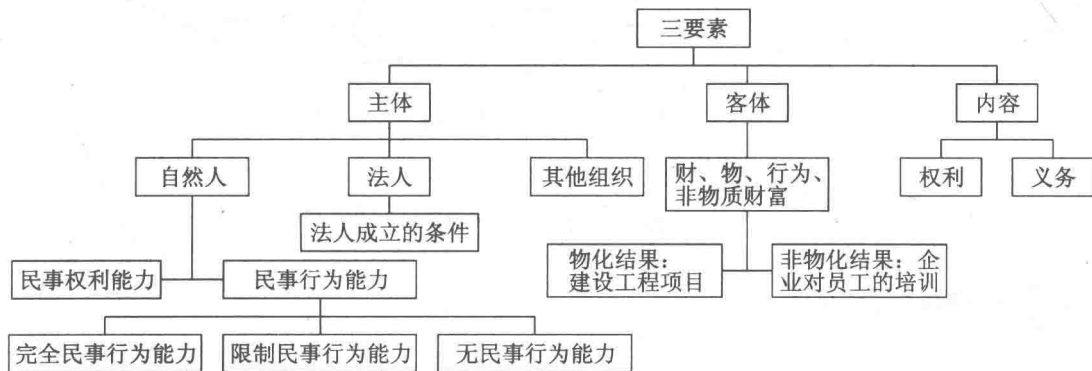 三要素
主体
客体
内容
自然人
法人
其他组织
财、物、行为、
非物质财富
权利
义务
法人成立的条件
民事权利能力
民事行为能力
物化结果：
建设工程项目
非物化结果：企
业对员工的培训
完全民事行为能力
限制民事行为能力
无民事行为能力